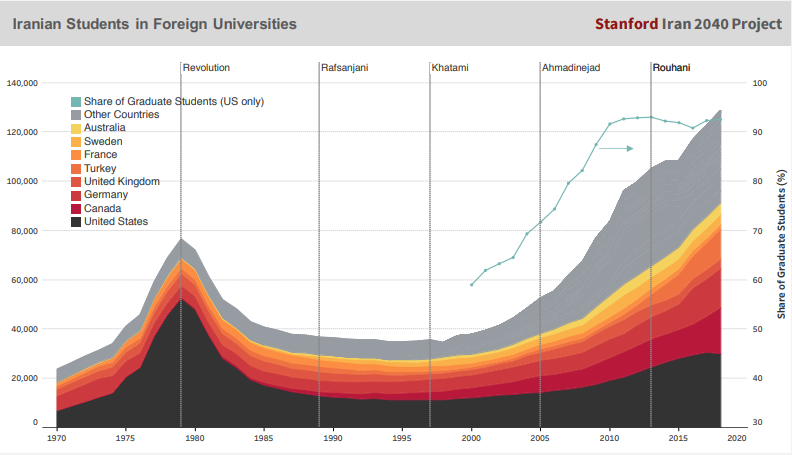 Iranian Students in Foreign Universities
Stanford Iran 2040 Project
Revolution
Rafsanjani
Khatami
Ahmadinejad
Rouhani
140,000
120,000
100,000
80,000
60,000
40,000
20,000
0
Share of Graduate Students (US only)
Other Countries
Australia
Sweden
France
Turkey
United Kingdom
Germany
Canada
United States
100
90
80
70
60
50
40
30
Share of Graduate Students (%)
1970 1975 1980 1985 1990 1995 2000 2005 2010 2015 2020